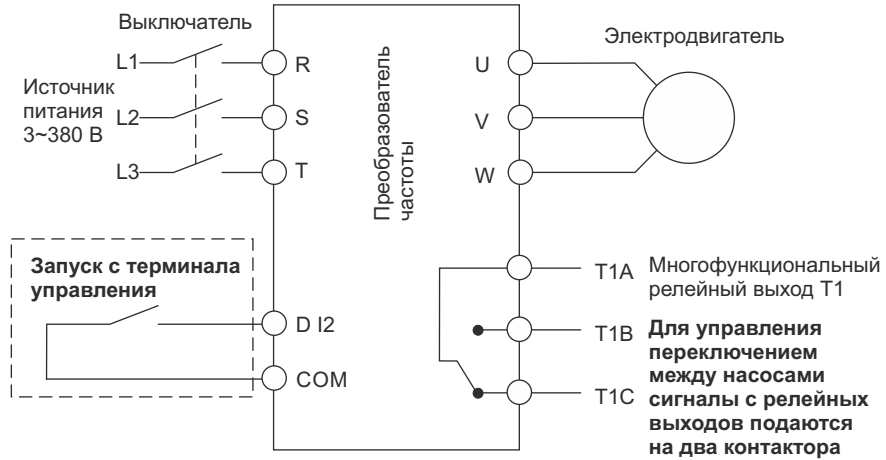 Выключатель
L1
Источник
питания
3~380 В
L2
L3
R
S
T
Преобразователь
частоты
U
V
W
Электродвигатель
Запуск с терминала
управления
D I2
COM
T1A
Многофункциональный
релейный выход T1
T1B
T1C
Для управления
переключением
между насосами
сигналы с релейных
выходов подаются
на два контактора